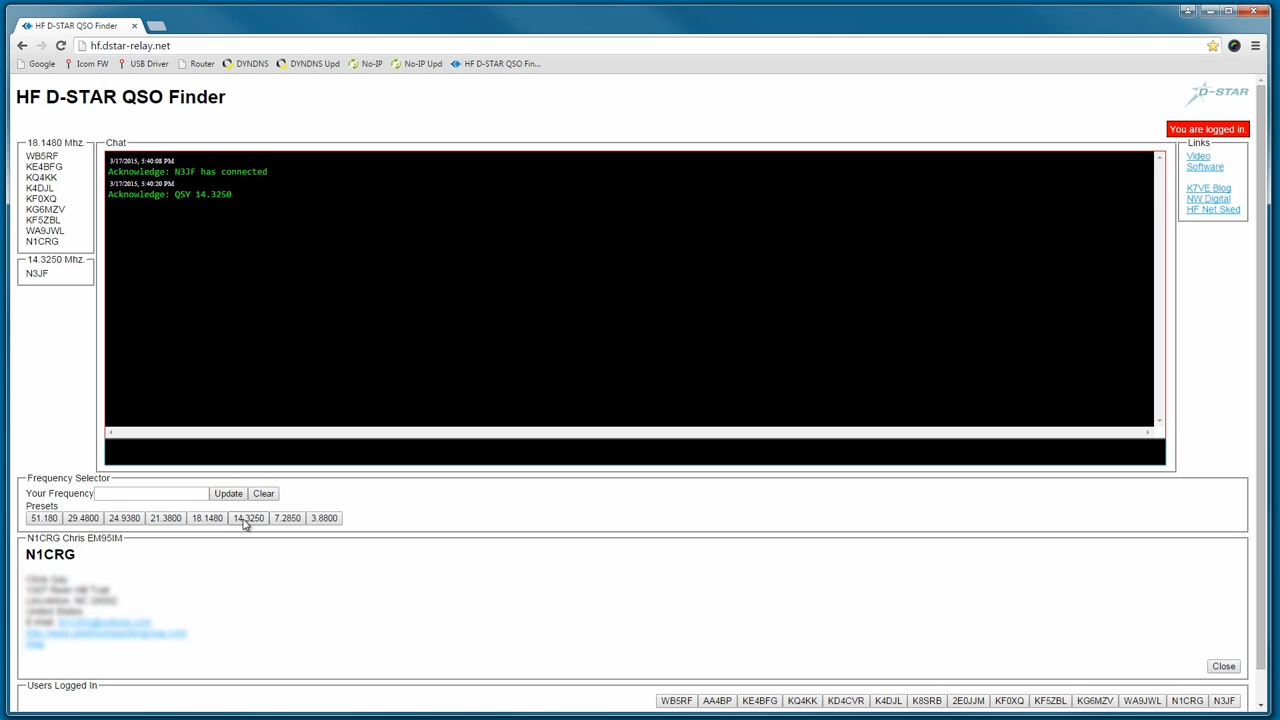 HF D-STAR QSO Finder
hf.dstar-relay.net
Google Icom FW USB Driver Router DYNDNS DYNDNS Upd No-IP No-IP Upd HF D-STAR QSO Fin...
HF D-STAR QSO Finder
D-STAR
You are logged in.
18.1480 Mhz.
WB5RF
KE4BFG
KQ4KK
K4DJL
KF0XQ
KG6MZV
KF5ZBL
WA9JWL
N1CRG
14.3250 Mhz.
N3JF
Chat
3/17/2015, 5:40:08 PM
Acknowledge: N3JF has connected
3/17/2015, 5:40:20 PM
Acknowledge: QSY 14.3250
Links
Video
Software
K7VE Blog
NW Digital
HF Net Sked
Frequency Selector
Your Frequency Update Clear
Presets
51.180 29.4800 24.9380 21.3800 18.1480 14.3250 7.2850 3.8800
N1CRG Chris EM95IM
N1CRG
United States
E-mail:
Close
Users Logged In
WB5RF AA4BP KE4BFG KQ4KK KD4CVR K4DJL K8SRB 2E0JJM KF0XQ KF5ZBL KG6MZV WA9JWL N1CRG N3JF